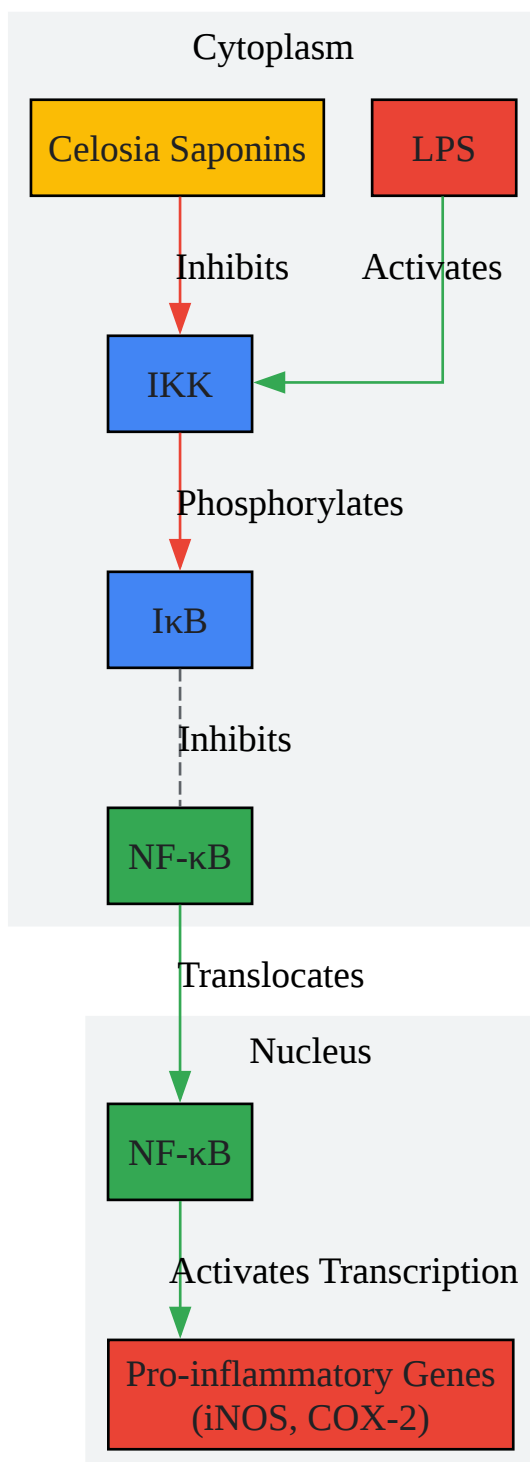 Cytoplasm
Celosia Saponins
LPS
Inhibits
Activates
IKK
Phosphorylates
IκB
Inhibits
NF-κB
Translocates
Nucleus
NF-κB
Activates Transcription
Pro-inflammatory Genes
(iNOS, COX-2)